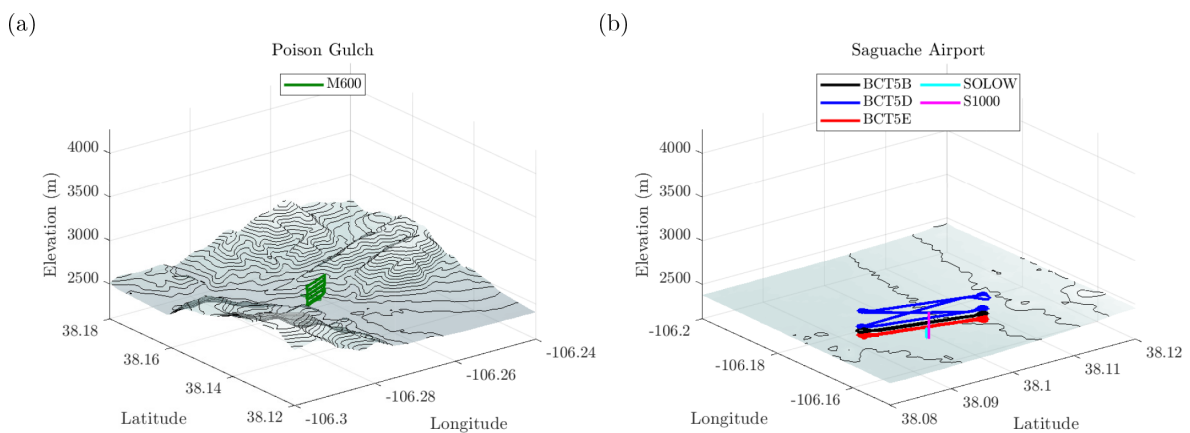 (a)
Poison Gulch
M600
4000
3500
3000
2500
Elevation (m)
38.18
38.16
38.14
38.12
Latitude
-106.3
-106.28
-106.26
-106.24
Longitude
(b)
Saguache Airport
BCT5B
BCT5D
BCT5E
SOLOW
S1000
4000
3500
3000
2500
Elevation (m)
-106.2
-106.18
-106.16
Longitude
38.08
38.09
38.1
38.11
38.12
Latitude